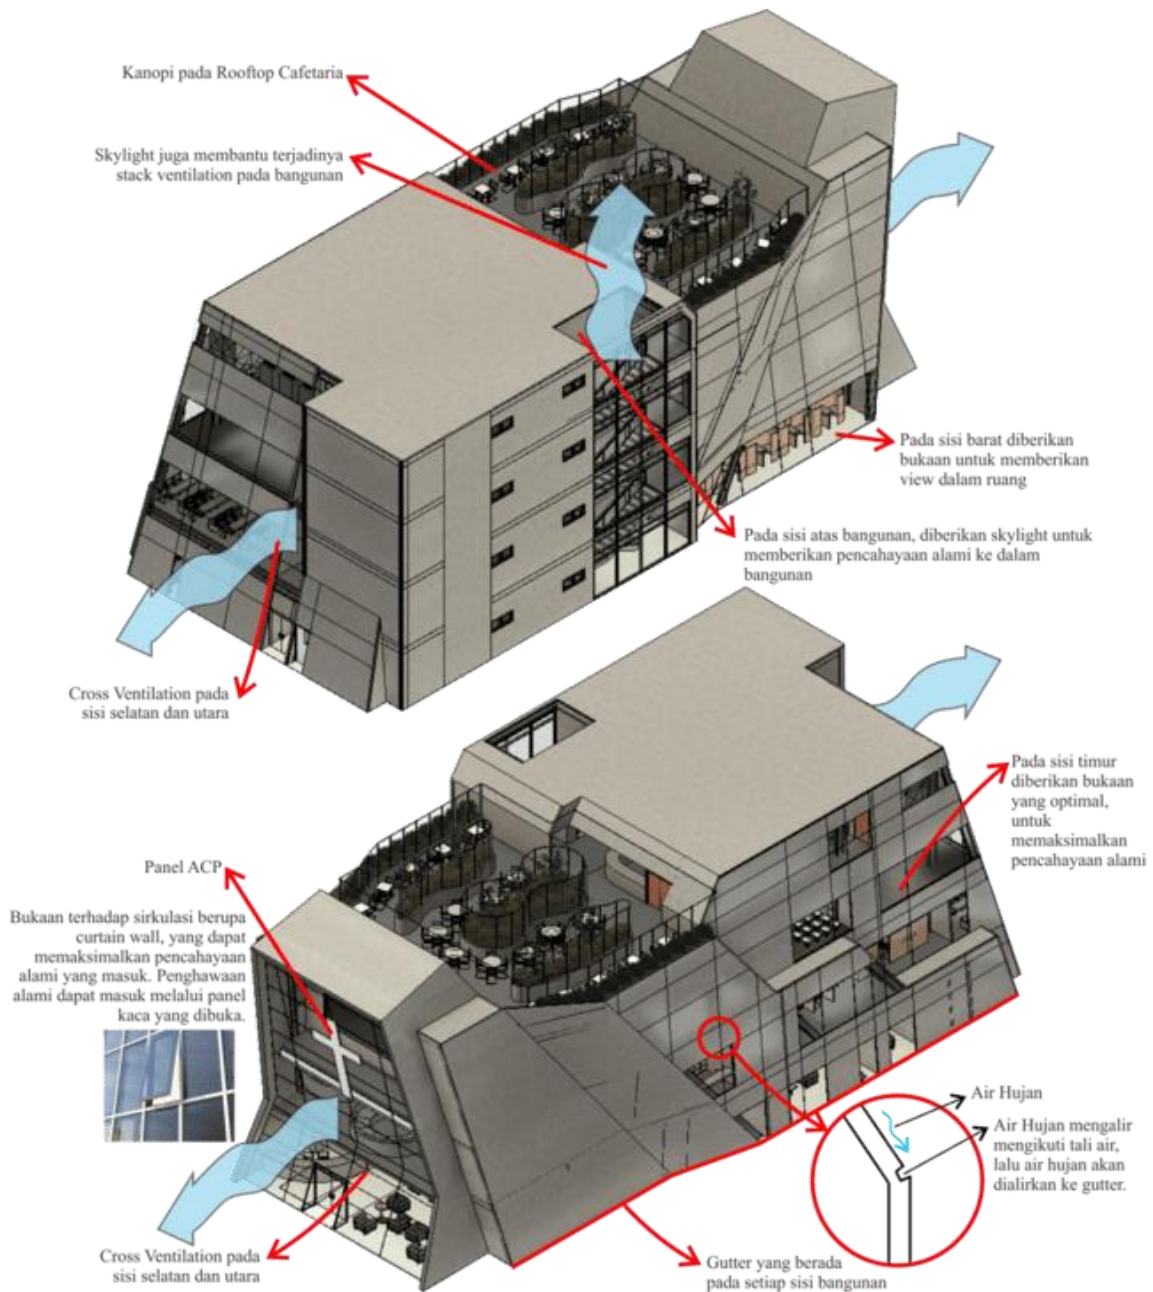 Kanopi pada Rooftop Cafetaria
Skylight juga membantu terjadinya
stack ventilation pada bangunan
Pada sisi barat diberikan
bukaan untuk memberikan
view dalam ruang
Pada sisi atas bangunan, diberikan skylight untuk
memberikan pencahayaan alami ke dalam
bangunan
Cross Ventilation pada
sisi selatan dan utara
Pada sisi timur
diberikan bukaan
yang optimal,
untuk
memaksimalkan
pencahayaan alami
Panel ACP
Bukaan terhadap sirkulasi berupa
curtain wall, yang dapat
memaksimalkan pencahayaan
alami yang masuk. Penghawaan
alami dapat masuk melalui panel
kaca yang dibuka.
Air Hujan
Air Hujan mengalir
mengikuti tali air,
lalu air hujan akan
dialirkan ke gutter.
Cross Ventilation pada
sisi selatan dan utara
Gutter yang berada
pada setiap sisi bangunan